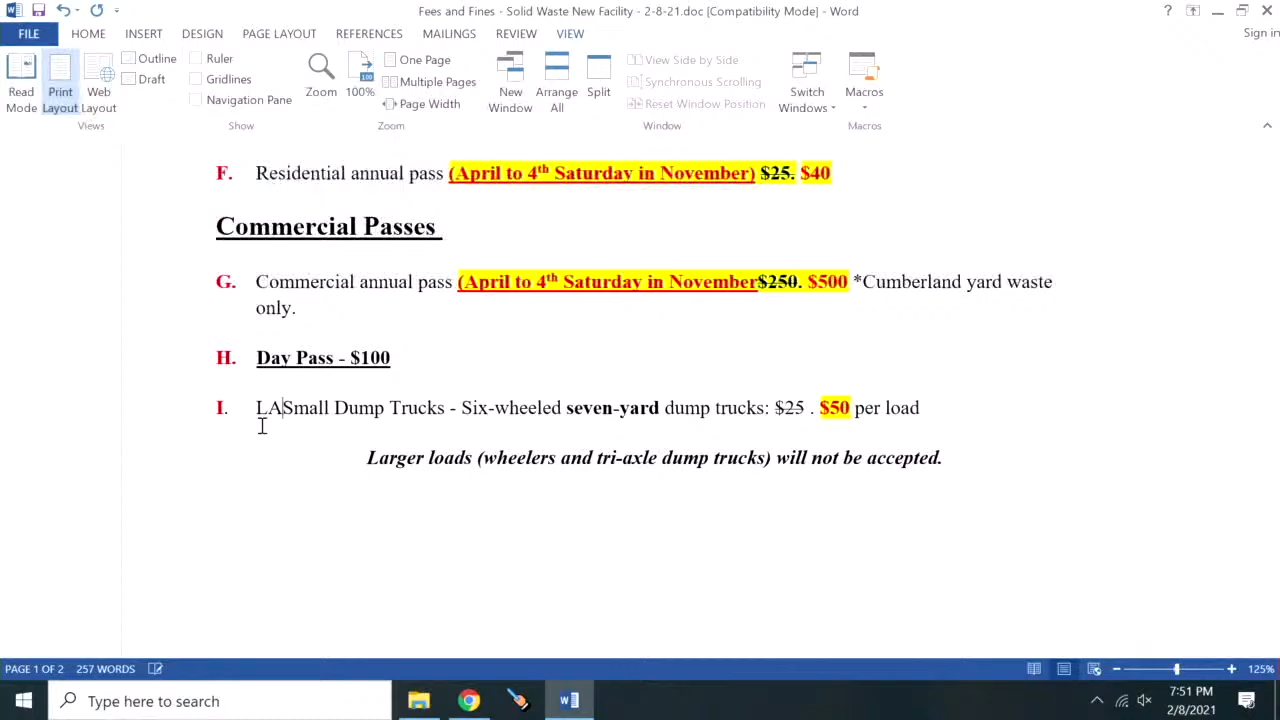 Fees and Fines - Solid Waste New Facility - 2-8-21.doc [Compatibility Mode] - Word
Sign in
FILE HOME INSERT DESIGN PAGE LAYOUT REFERENCES MAILINGS REVIEW VIEW
Outline Ruler One Page View Side by Side
Draft Gridlines Multiple Pages Synchronous Scrolling
Read Mode Print Layout Web Layout Navigation Pane Zoom 100% Page Width New Window Arrange All Split Reset Window Position Switch Windows Macros
Views Show Zoom Window Macros
F. Residential annual pass (April to 4th Saturday in November) $25. $40
Commercial Passes
G. Commercial annual pass (April to 4th Saturday in November$250. $500 *Cumberland yard waste
only.
H. Day Pass - $100
I. LASmall Dump Trucks - Six-wheeled seven-yard dump trucks: $25 . $50 per load
Larger loads (wheelers and tri-axle dump trucks) will not be accepted.
PAGE 1 OF 2 257 WORDS 125%
Type here to search
7:51 PM
2/8/2021